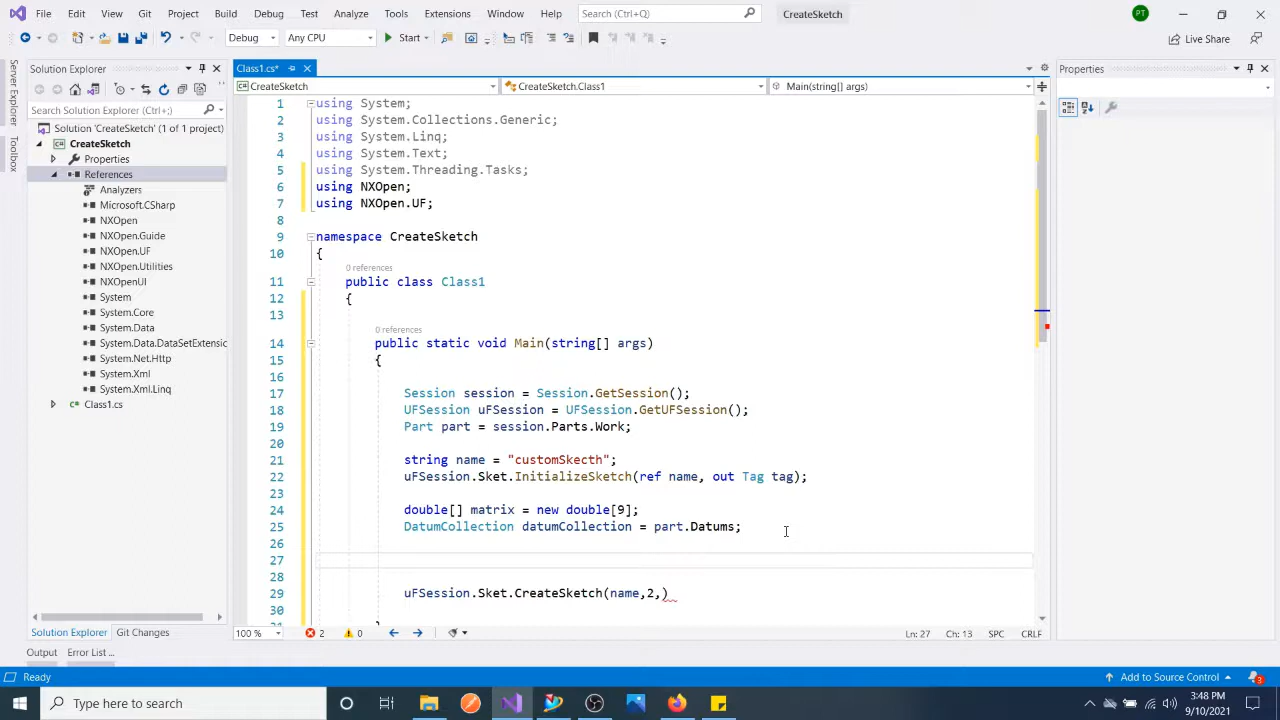 File Edit View Git Project Build Debug Test Analyze Tools Extensions Window Help Search (Ctrl+Q) CreateSketch PT
Debug Any CPU Start Live Share
Server Explorer
Toolbox
Solution Explorer
Search Solution Explorer (Ctrl+;)
Solution 'CreateSketch' (1 of 1 project)
CreateSketch
Properties
References
Analyzers
Microsoft.CSharp
NXOpen
NXOpen.Guide
NXOpen.UF
NXOpen.Utilities
NXOpenUI
System
System.Core
System.Data
System.Data.DataSetExtensio
System.Net.Http
System.Xml
System.Xml.Linq
Class1.cs
Solution Explorer Git Changes
Class1.cs*
CreateSketch CreateSketch.Class1 Main(string[] args)
1 using System;
2 using System.Collections.Generic;
3 using System.Linq;
4 using System.Text;
5 using System.Threading.Tasks;
6 using NXOpen;
7 using NXOpen.UF;
8
9 namespace CreateSketch
10 {
0 references
11 public class Class1
12 {
13
0 references
14 public static void Main(string[] args)
15 {
16
17 Session session = Session.GetSession();
18 UFSession uFSession = UFSession.GetUFSession();
19 Part part = session.Parts.Work;
20
21 string name = "customSkecth";
22 uFSession.Sket.InitializeSketch(ref name, out Tag tag);
23
24 double[] matrix = new double[9];
25 DatumCollection datumCollection = part.Datums;
26
27
28
29 uFSession.Sket.CreateSketch(name,2,)
30
31 }
100 % 2 0 Ln: 27 Ch: 13 SPC CRLF
Properties
Output Error List ...
Ready Add to Source Control 3
Type here to search
3:48 PM
9/10/2021